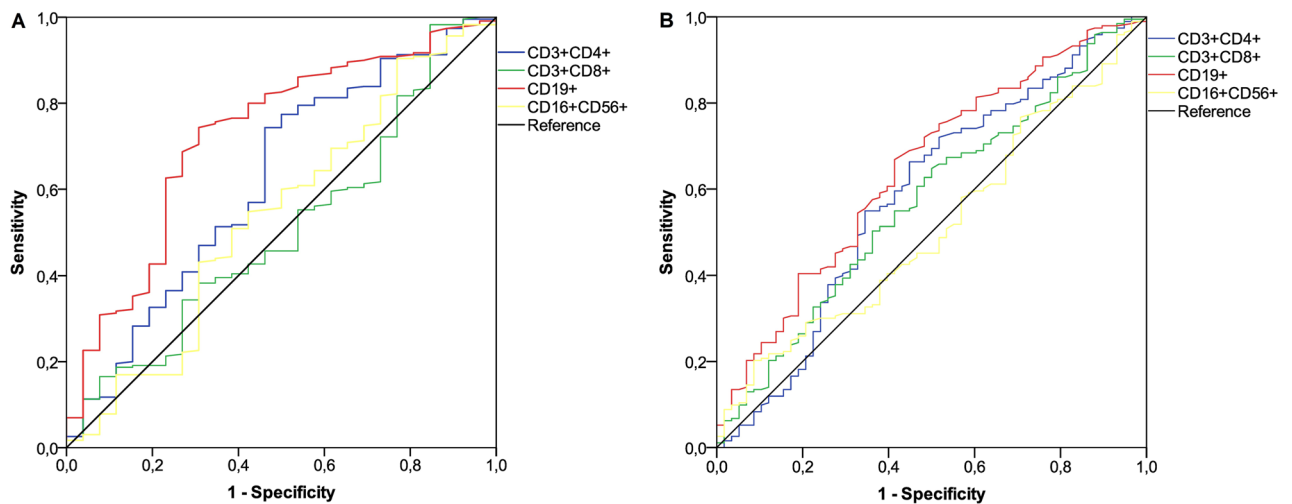 A
1,0
0,8
0,6
0,4
0,2
0,0
Sensitivity
0,0 0,2 0,4 0,6 0,8 1,0
1 - Specificity
CD3+CD4+
CD3+CD8+
CD19+
CD16+CD56+
Reference
B
1,0
0,8
0,6
0,4
0,2
0,0
Sensitivity
0,0 0,2 0,4 0,6 0,8 1,0
1 - Specificity
CD3+CD4+
CD3+CD8+
CD19+
CD16+CD56+
Reference